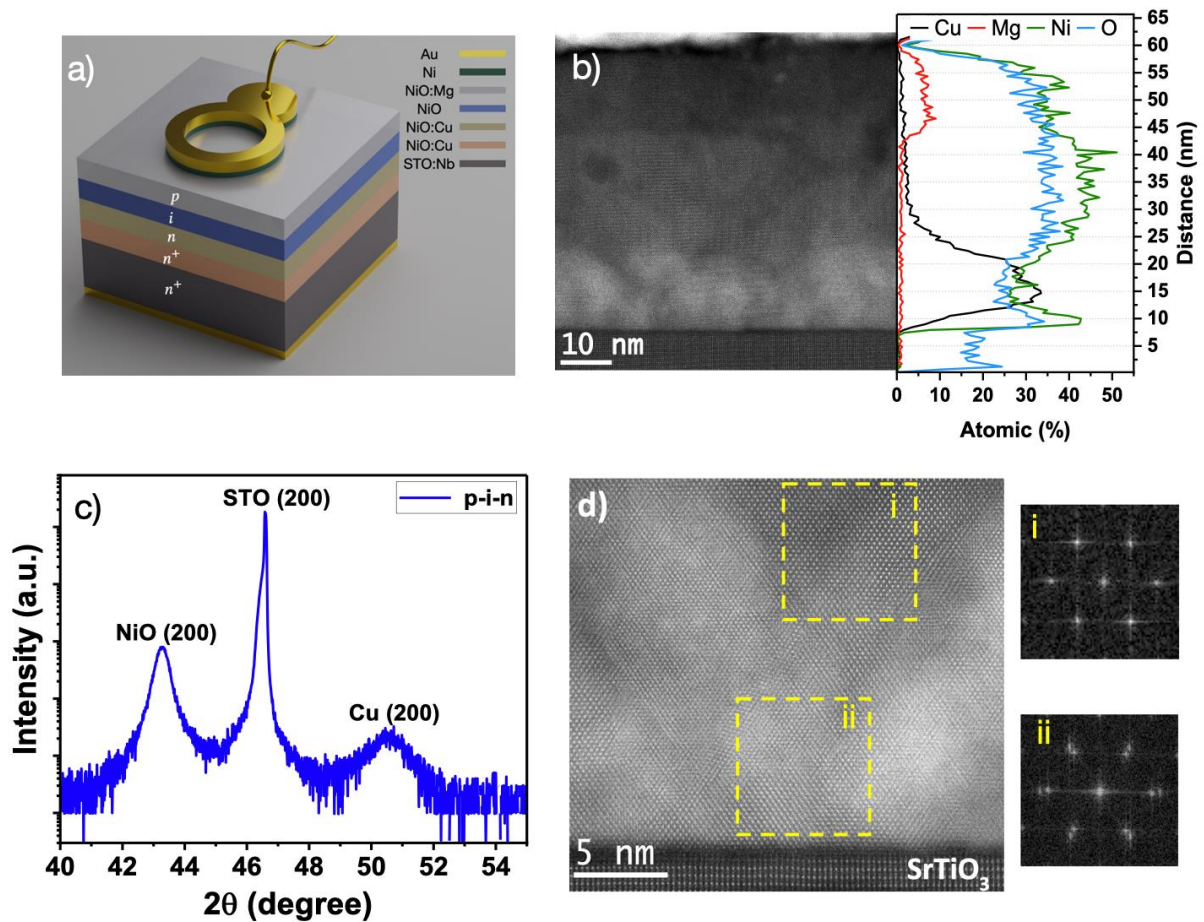 a)
Au
Ni
NiO:Mg
NiO
NiO:Cu
NiO:Cu
STO:Nb
p
i
n
n+
n+
b)
10 nm
Cu Mg Ni O
65
60
55
50
45
40
35
30
25
20
15
10
5
Distance (nm)
0 10 20 30 40 50
Atomic (%)
c)
STO (200)
p-i-n
NiO (200)
Cu (200)
Intensity (a.u.)
40 42 44 46 48 50 52 54
2θ (degree)
d)
i
ii
5 nm
SrTiO₃
i
ii